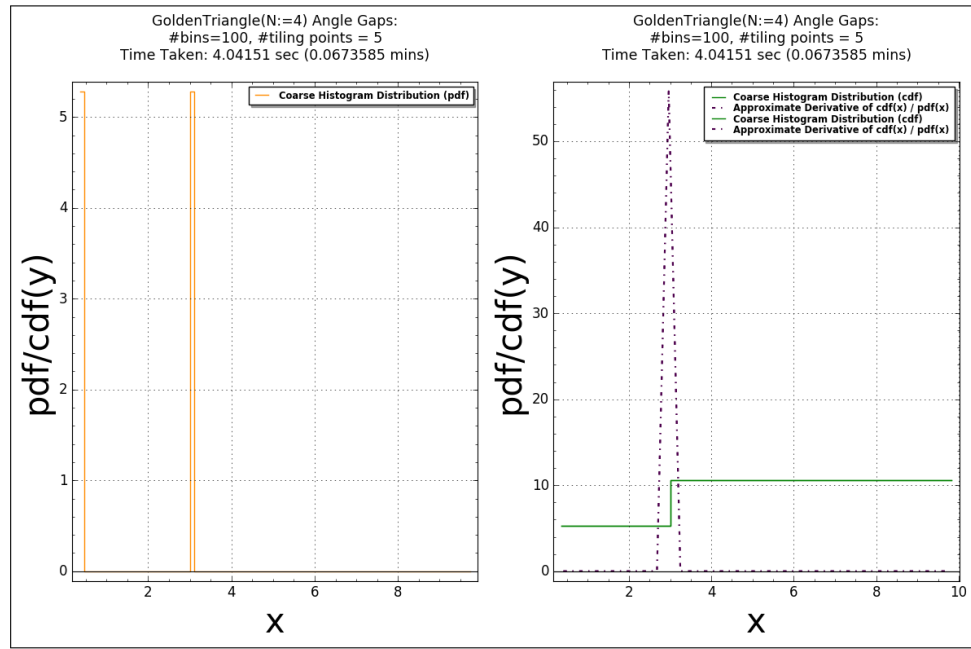 GoldenTriangle(N:=4) Angle Gaps:
#bins=100, #tiling points = 5
Time Taken: 4.04151 sec (0.0673585 mins)
Coarse Histogram Distribution (pdf)
5
4
3
2
1
0
2
4
6
8
pdf/cdf(y)
x
GoldenTriangle(N:=4) Angle Gaps:
#bins=100, #tiling points = 5
Time Taken: 4.04151 sec (0.0673585 mins)
Coarse Histogram Distribution (cdf)
Approximate Derivative of cdf(x) / pdf(x)
Coarse Histogram Distribution (cdf)
Approximate Derivative of cdf(x) / pdf(x)
50
40
30
20
10
0
2
4
6
8
10
pdf/cdf(y)
x